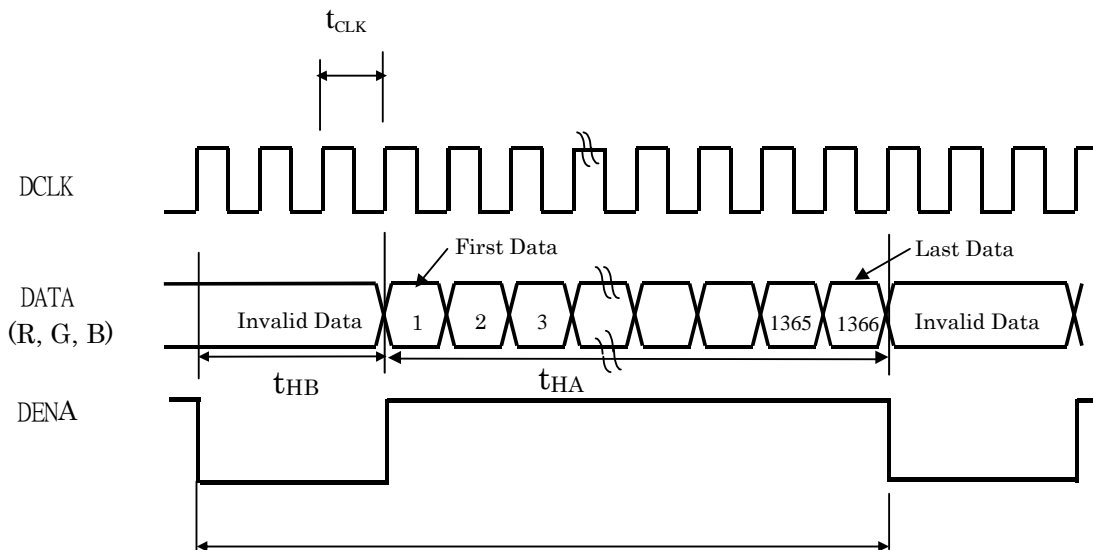 tCLK
DCLK
First Data
Last Data
DATA
(R, G, B)
Invalid Data
1
2
3
1365
1366
Invalid Data
tHB
tHA
DENA